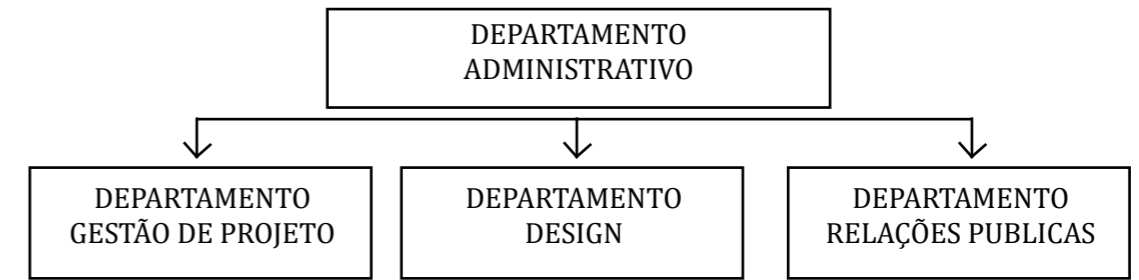 DEPARTAMENTO
ADMINISTRATIVO
DEPARTAMENTO
GESTÃO DE PROJETO
DEPARTAMENTO
DESIGN
DEPARTAMENTO
RELAÇÕES PUBLICAS